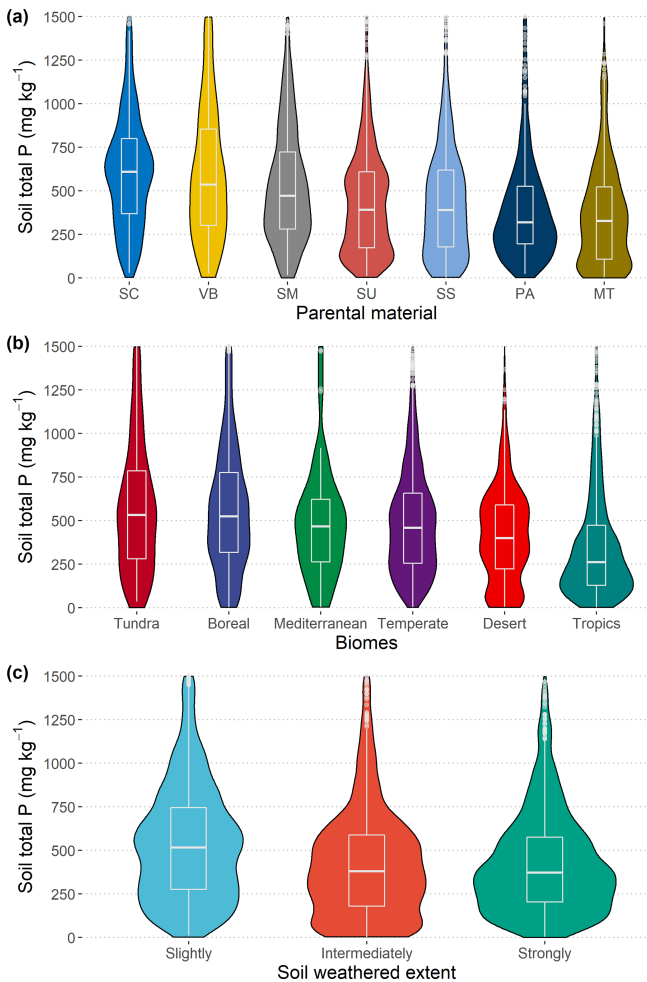 (a)
Soil total P (mg kg⁻¹)
1500
1250
1000
750
500
250
0
SC VB SM SU SS PA MT
Parental material
(b)
Soil total P (mg kg⁻¹)
1500
1250
1000
750
500
250
0
Tundra Boreal Mediterranean Temperate Desert Tropics
Biomes
(c)
Soil total P (mg kg⁻¹)
1500
1250
1000
750
500
250
0
Slightly Intermediately Strongly
Soil weathered extent